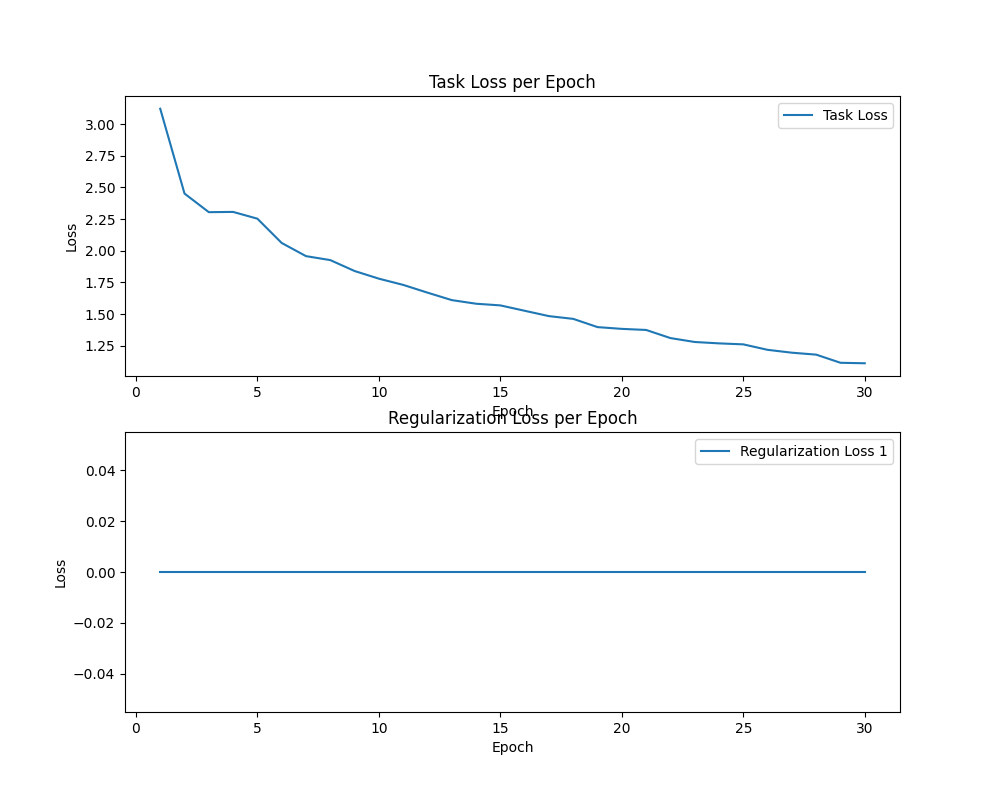 Task Loss per Epoch
Task Loss
3.00
2.75
2.50
2.25
2.00
1.75
1.50
1.25
Loss
0 5 10 15 20 25 30
Epoch
Regularization Loss per Epoch
Regularization Loss 1
0.04
0.02
0.00
−0.02
−0.04
Loss
0 5 10 15 20 25 30
Epoch